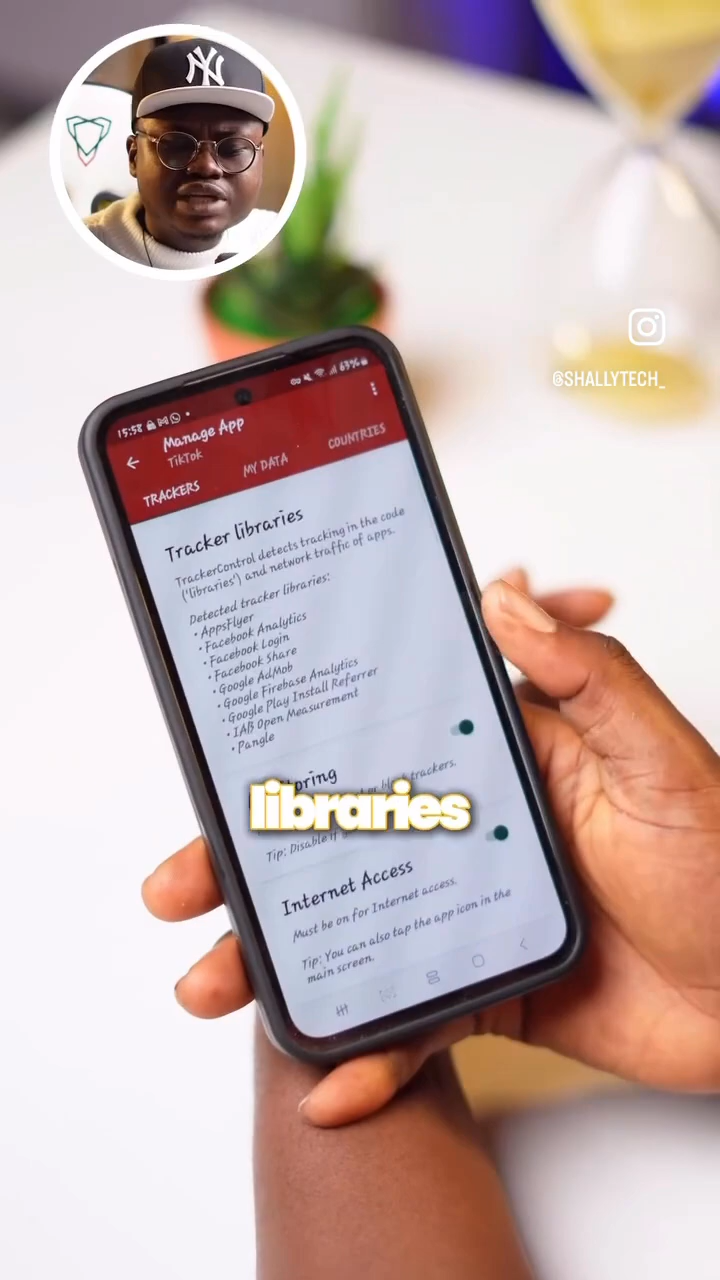 NY
@SHALLYTECH_
15:58
63%
Manage App
TikTok
TRACKERS
MY DATA
COUNTRIES
Tracker libraries
TrackerControl detects tracking in the code
('libraries') and network traffic of apps.
Detected tracker libraries:
• AppsFlyer
• Facebook Analytics
• Facebook Login
• Facebook Share
• Google AdMob
• Google Firebase Analytics
• Google Play Install Referrer
• IAB Open Measurement
• Pangle
block trackers.
libraries
Tip: Disable if
Internet Access
Must be on for Internet access.
Tip: You can also tap the app icon in the
main screen.